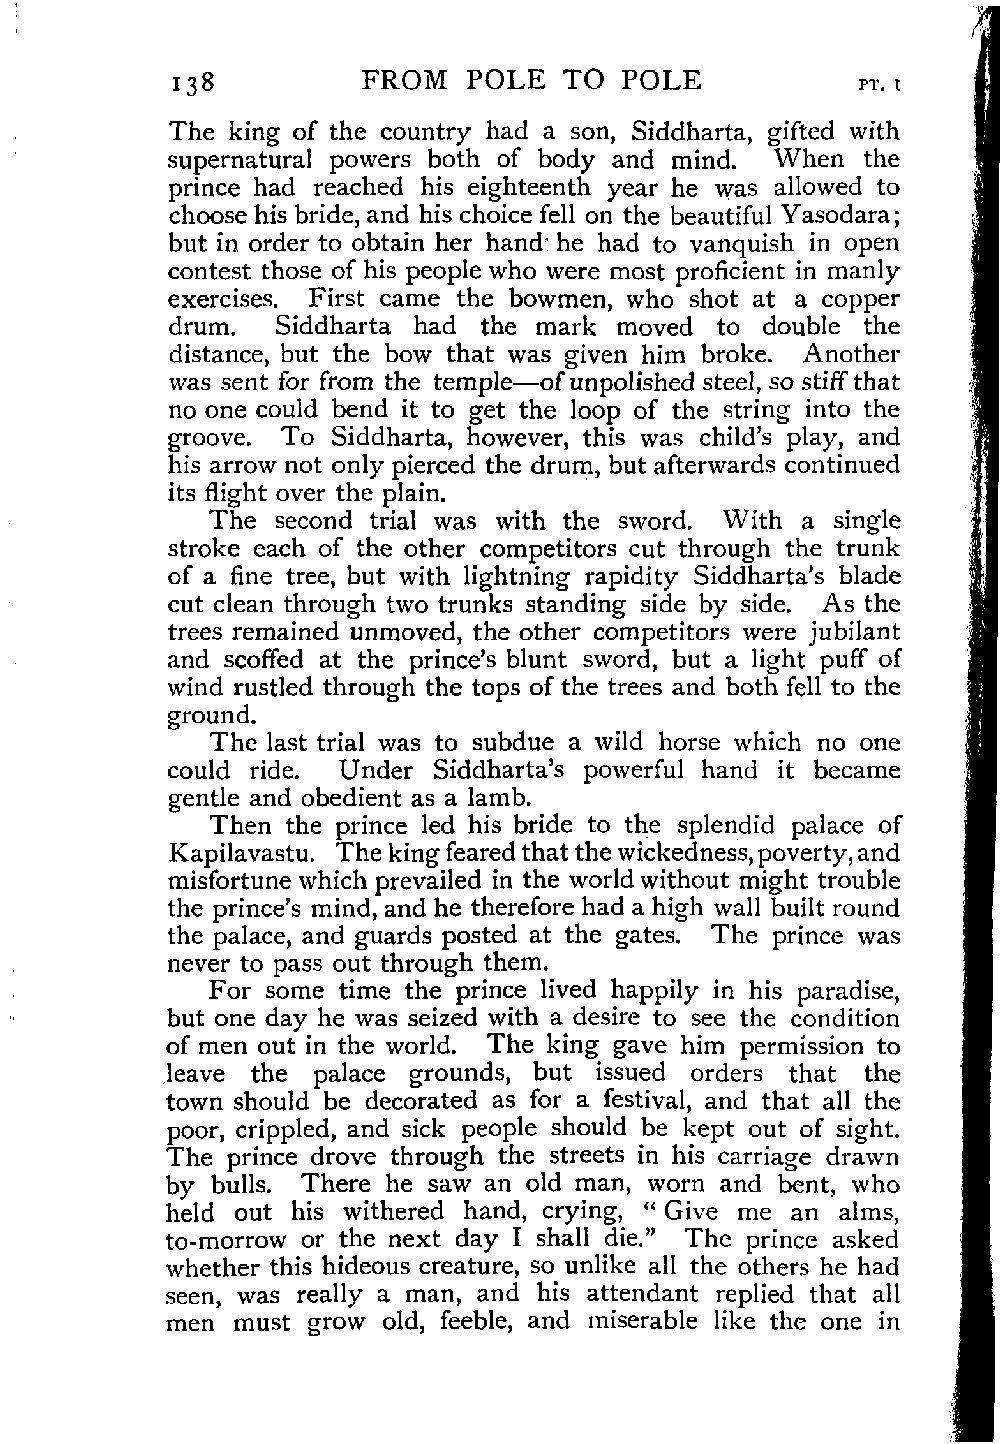 138 FROM POLE TO POLE PT. I
The king of the country had a son, Siddharta, gifted with
supernatural powers both of body and mind. When the
prince had reached his eighteenth year he was allowed to
choose his bride, and his choice fell on the beautiful Yasodara;
but in order to obtain her hand he had to vanquish in open
contest those of his people who were most proficient in manly
exercises. First came the bowmen, who shot at a copper
drum. Siddharta had the mark moved to double the
distance, but the bow that was given him broke. Another
was sent for from the temple—of unpolished steel, so stiff that
no one could bend it to get the loop of the string into the
groove. To Siddharta, however, this was child's play, and
his arrow not only pierced the drum, but afterwards continued
its flight over the plain.
The second trial was with the sword. With a single
stroke each of the other competitors cut through the trunk
of a fine tree, but with lightning rapidity Siddharta's blade
cut clean through two trunks standing side by side. As the
trees remained unmoved, the other competitors were jubilant
and scoffed at the prince's blunt sword, but a light puff of
wind rustled through the tops of the trees and both fell to the
ground.
The last trial was to subdue a wild horse which no one
could ride. Under Siddharta's powerful hand it became
gentle and obedient as a lamb.
Then the prince led his bride to the splendid palace of
Kapilavastu. The king feared that the wickedness, poverty, and
misfortune which prevailed in the world without might trouble
the prince's mind, and he therefore had a high wall built round
the palace, and guards posted at the gates. The prince was
never to pass out through them.
For some time the prince lived happily in his paradise,
but one day he was seized with a desire to see the condition
of men out in the world. The king gave him permission to
leave the palace grounds, but issued orders that the
town should be decorated as for a festival, and that all the
poor, crippled, and sick people should be kept out of sight.
The prince drove through the streets in his carriage drawn
by bulls. There he saw an old man, worn and bent, who
held out his withered hand, crying, "Give me an alms,
to-morrow or the next day I shall die." The prince asked
whether this hideous creature, so unlike all the others he had
seen, was really a man, and his attendant replied that all
men must grow old, feeble, and miserable like the one in